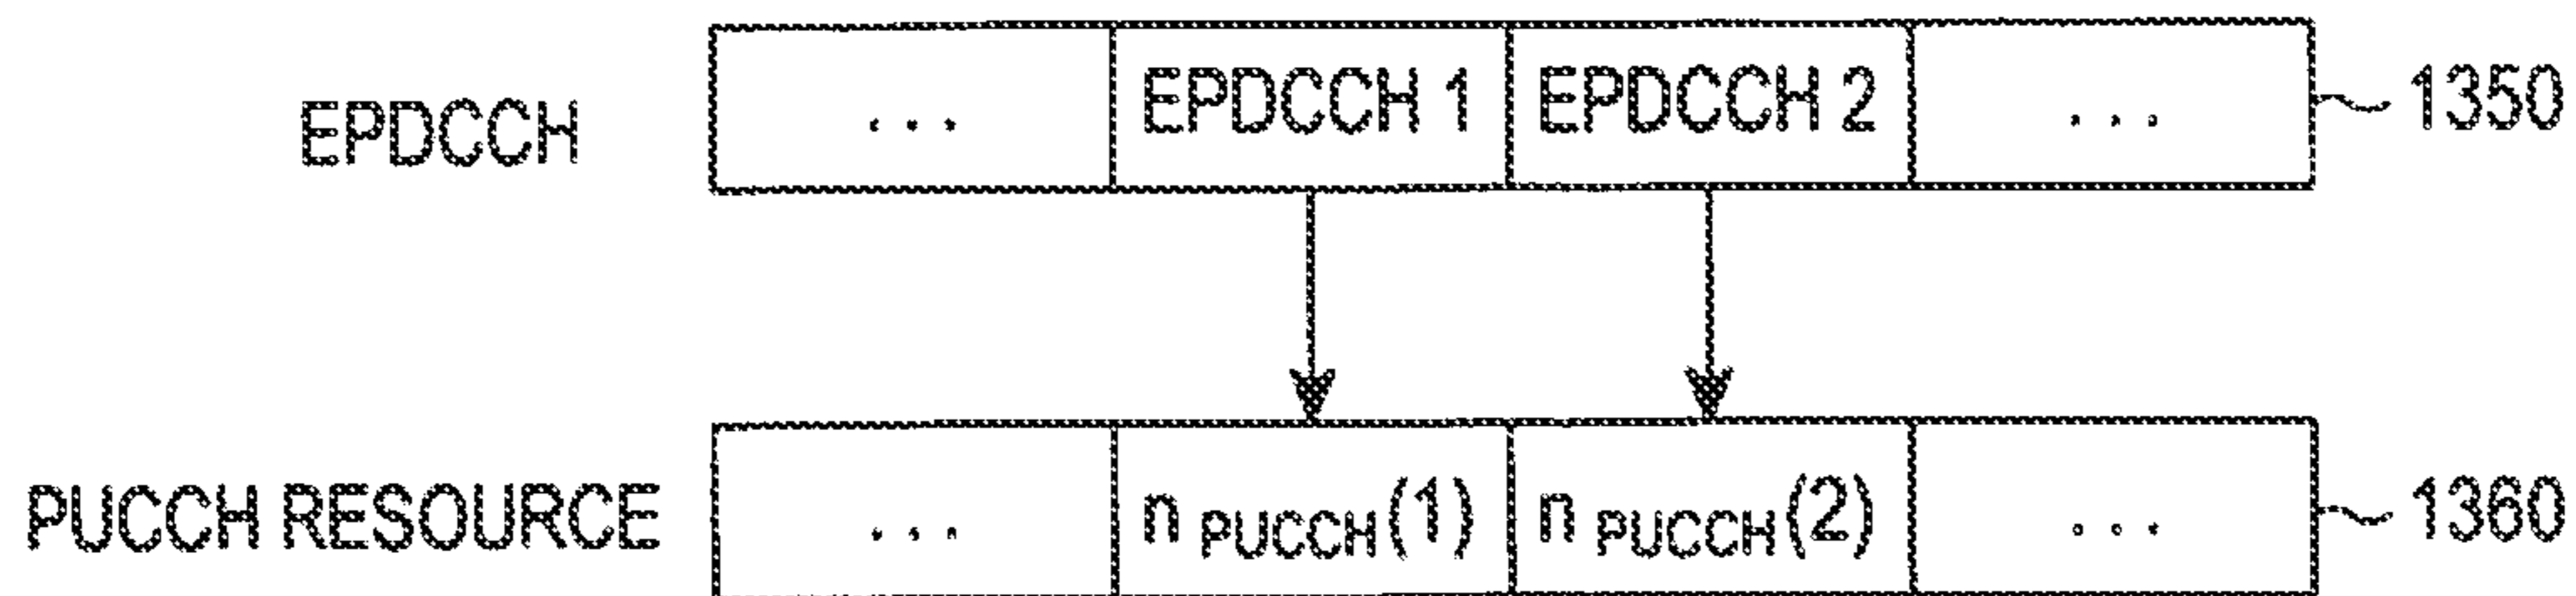 EPDCCH ... EPDCCH 1 EPDCCH 2 ... 1350
PUCCH RESOURCE ... n PUCCH(1) n PUCCH(2) ... 1360